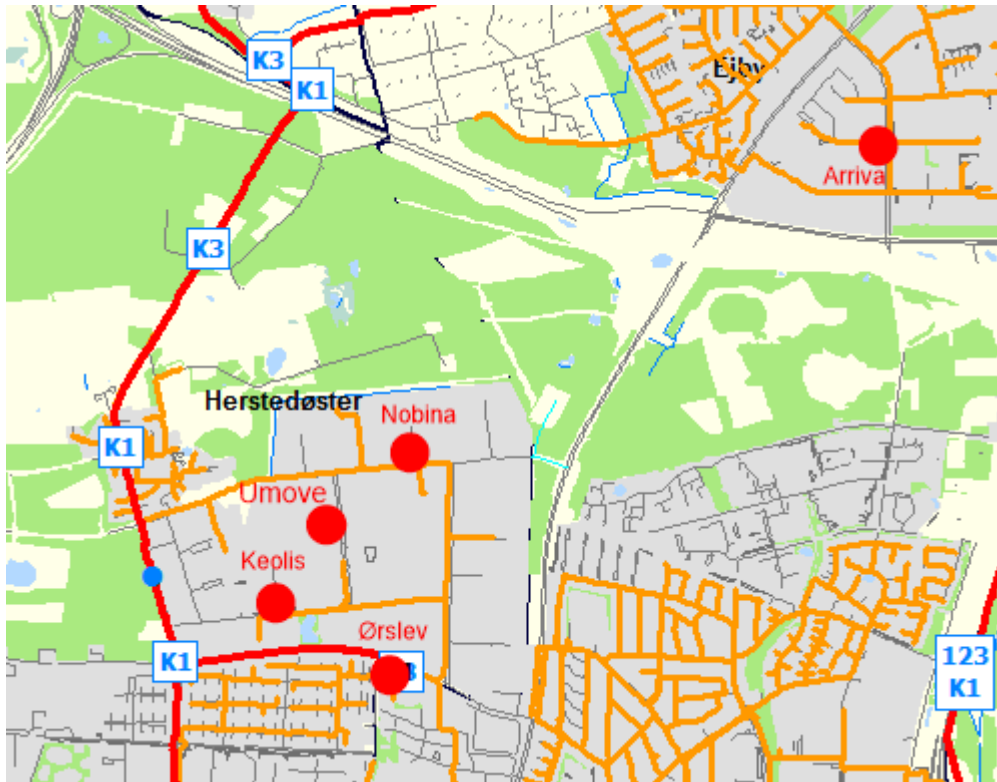 K3
K1
Ejby
Arriva
K3
Herstedøster
Nobina
K1
Umove
Keolis
Ørslev
K1
123
K1